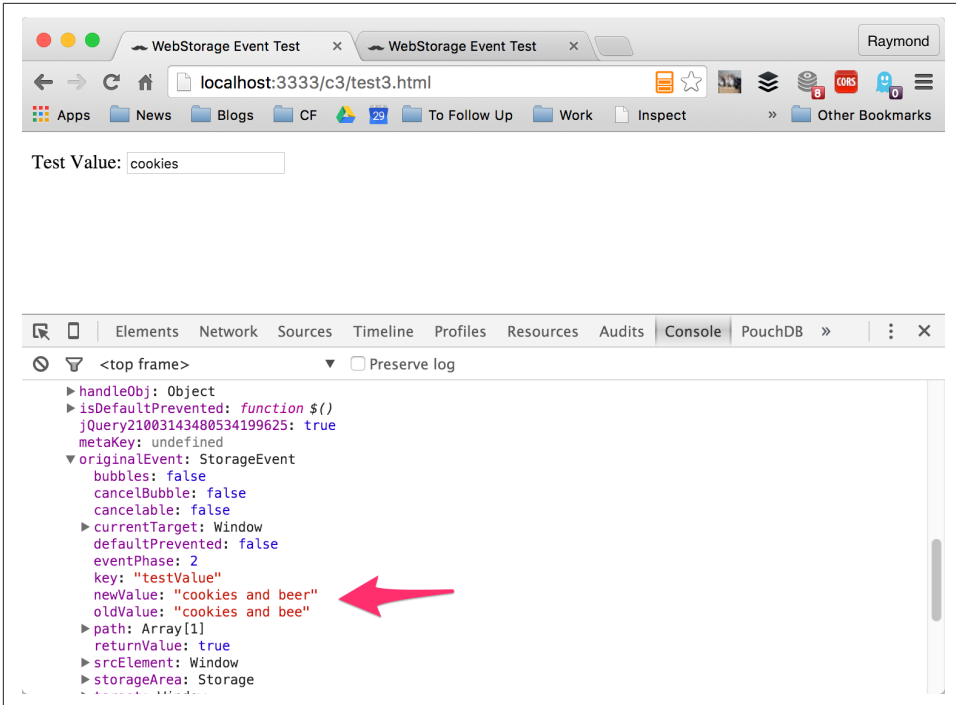 WebStorage Event Test × WebStorage Event Test × Raymond
localhost:3333/c3/test3.html CORS 8 0
Apps News Blogs CF 29 To Follow Up Work Inspect » Other Bookmarks
Test Value: cookies
Elements Network Sources Timeline Profiles Resources Audits Console PouchDB »
<top frame> Preserve log
handleObj: Object
isDefaultPrevented: function $()
jQuery21003143480534199625: true
metaKey: undefined
originalEvent: StorageEvent
bubbles: false
cancelBubble: false
cancelable: false
currentTarget: Window
defaultPrevented: false
eventPhase: 2
key: "testValue"
newValue: "cookies and beer"
oldValue: "cookies and bee"
path: Array[1]
returnValue: true
srcElement: Window
storageArea: Storage